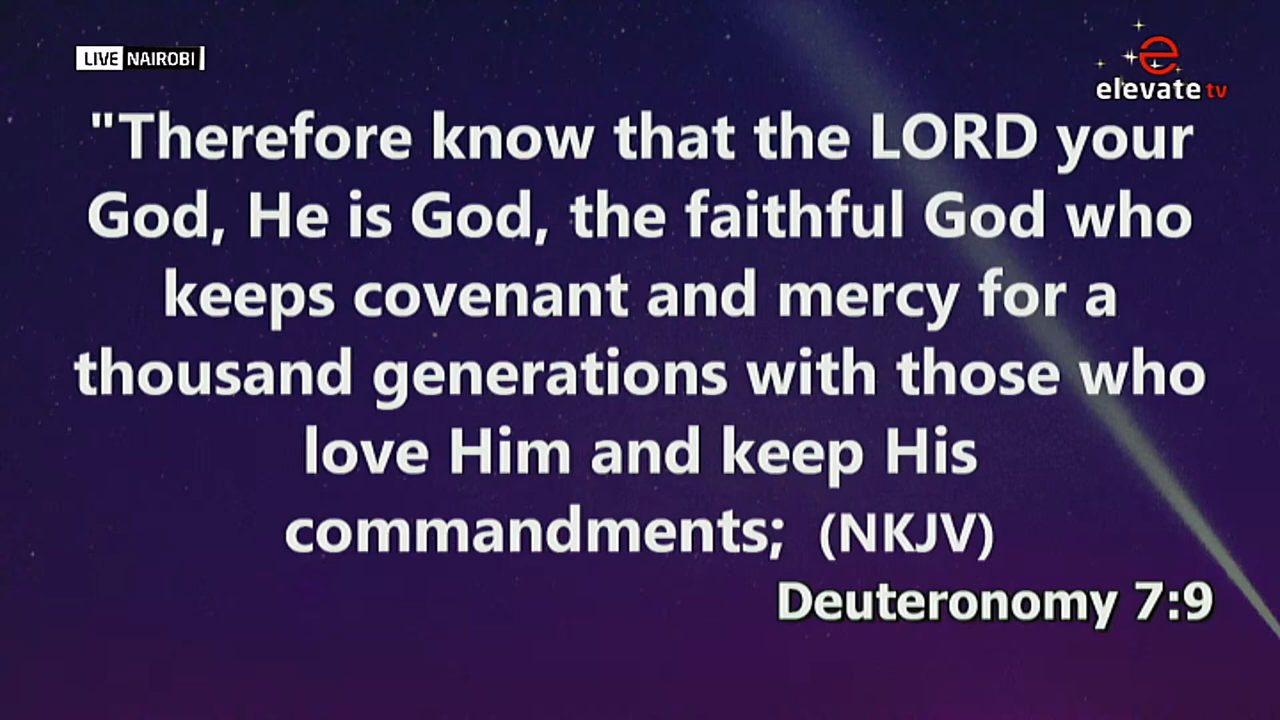 LIVE NAIROBI
elevate tv
"Therefore know that the LORD your
God, He is God, the faithful God who
keeps covenant and mercy for a
thousand generations with those who
love Him and keep His
commandments; (NKJV)
Deuteronomy 7:9